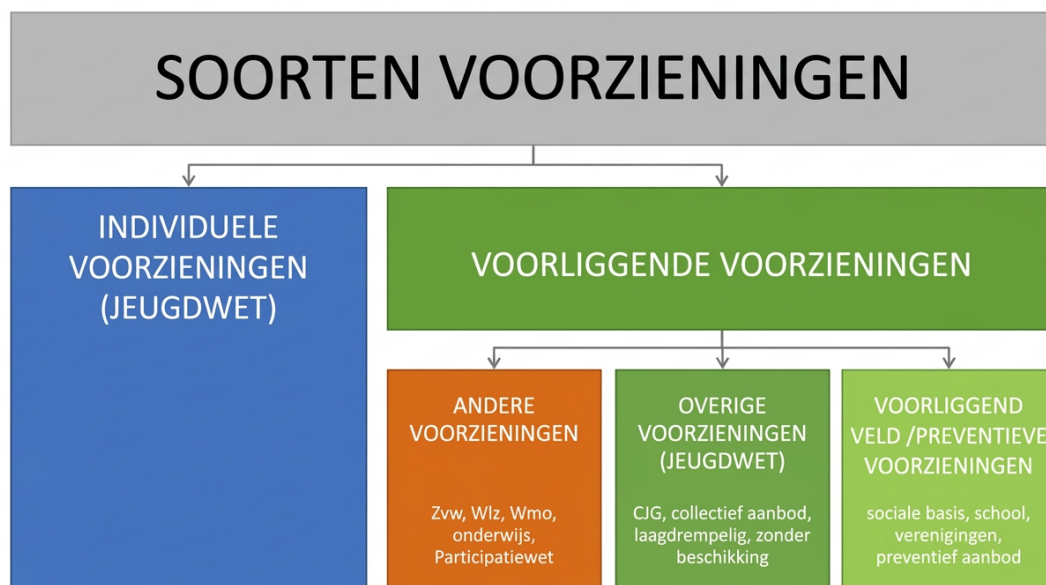 SOORTEN VOORZIENINGEN
INDIVIDUELE
VOORZIENINGEN
(JEUGDWET)
VOORLIGGENDE VOORZIENINGEN
ANDERE
VOORZIENINGEN
Zvw, Wlz, Wmo,
onderwijs,
Participatiewet
OVERIGE
VOORZIENINGEN
(JEUGDWET)
CJG, collectief aanbod,
laagdrempelig, zonder
beschikking
VOORLIGGEND
VELD /PREVENTIEVE
VOORZIENINGEN
sociale basis, school,
verenigingen,
preventief aanbod